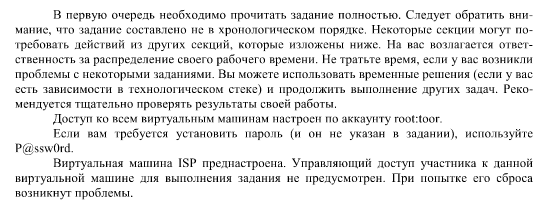 В первую очередь необходимо прочитать задание полностью. Следует обратить вни-
мание, что задание составлено не в хронологическом порядке. Некоторые секции могут по-
требовать действий из других секций, которые изложены ниже. На вас возлагается ответ-
ственность за распределение своего рабочего времени. Не тратьте время, если у вас возникли
проблемы с некоторыми заданиями. Вы можете использовать временные решения (если у вас
есть зависимости в технологическом стеке) и продолжить выполнение других задач. Реко-
мендуется тщательно проверять результаты своей работы.
Доступ ко всем виртуальным машинам настроен по аккаунту root:toor.
Если вам требуется установить пароль (и он не указан в задании), используйте
P@ssw0rd.
Виртуальная машина ISP преднастроена. Управляющий доступ участника к данной
виртуальной машине для выполнения задания не предусмотрен. При попытке его сброса
возникнут проблемы.